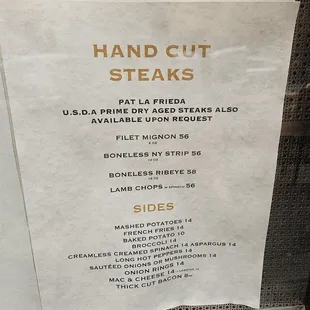 HAND CUT
STEAKS
PAT LA FRIEDA
U.S.D.A PRIME DRY AGED STEAKS ALSO
AVAILABLE UPON REQUEST
FILET MIGNON 56
BONELESS NY STRIP 56
BONELESS RIBEYE 58
LAMB CHOPS 56
SIDES
MASHED POTATOES 14
FRENCH FRIES 14
BAKED POTATO 10
BROCCOLI 14
CREAMLESS CREAMED SPINACH 14 ASPARAGUS 14
LONG HOT PEPPERS 14
SAUTÉED ONIONS OR MUSHROOMS 14
ONION RINGS 14
MAC & CHEESE 14
THICK CUT BACON 8